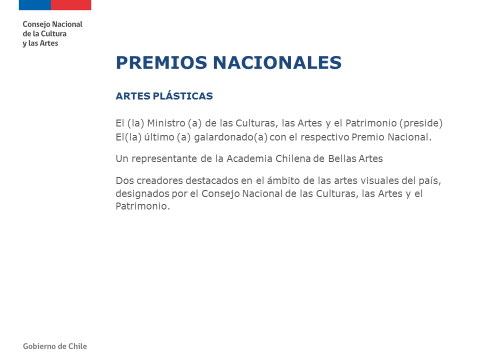 Consejo Nacional
de la Cultura
y las Artes
PREMIOS NACIONALES
ARTES PLÁSTICAS
El (la) Ministro (a) de las Culturas, las Artes y el Patrimonio (preside)
El(la) último (a) galardonado(a) con el respectivo Premio Nacional.
Un representante de la Academia Chilena de Bellas Artes
Dos creadores destacados en el ámbito de las artes visuales del país,
designados por el Consejo Nacional de las Culturas, las Artes y el
Patrimonio.
Gobierno de Chile